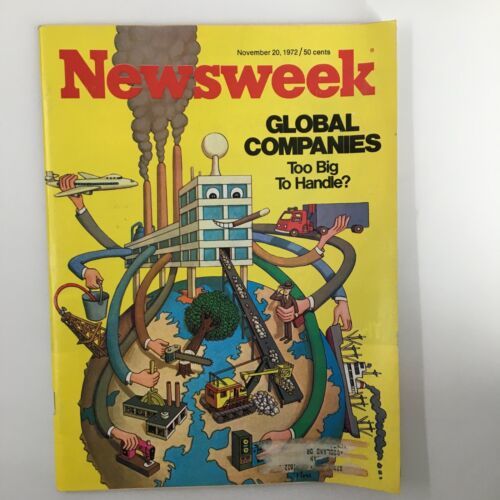 November 20, 1972/50 cents
Newsweek
GLOBAL
COMPANIES
Too Big
To Handle?